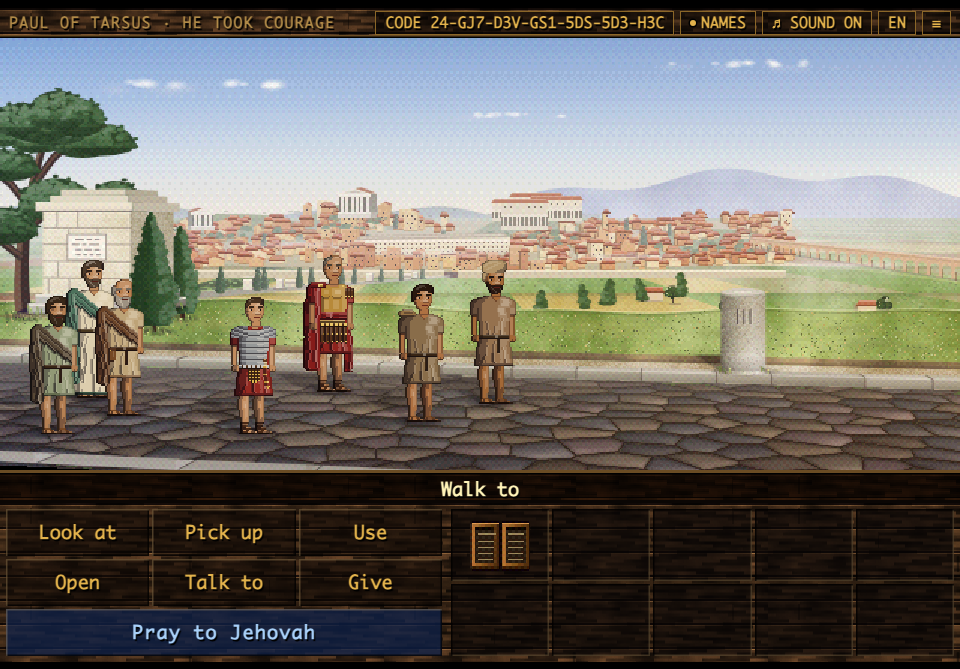 PAUL OF TARSUS · HE TOOK COURAGE
CODE 24-GJ7-D3V-GS1-5DS-5D3-H3C
• NAMES
♬ SOUND ON
EN
≡
Walk to
Look at
Pick up
Use
Open
Talk to
Give
Pray to Jehovah